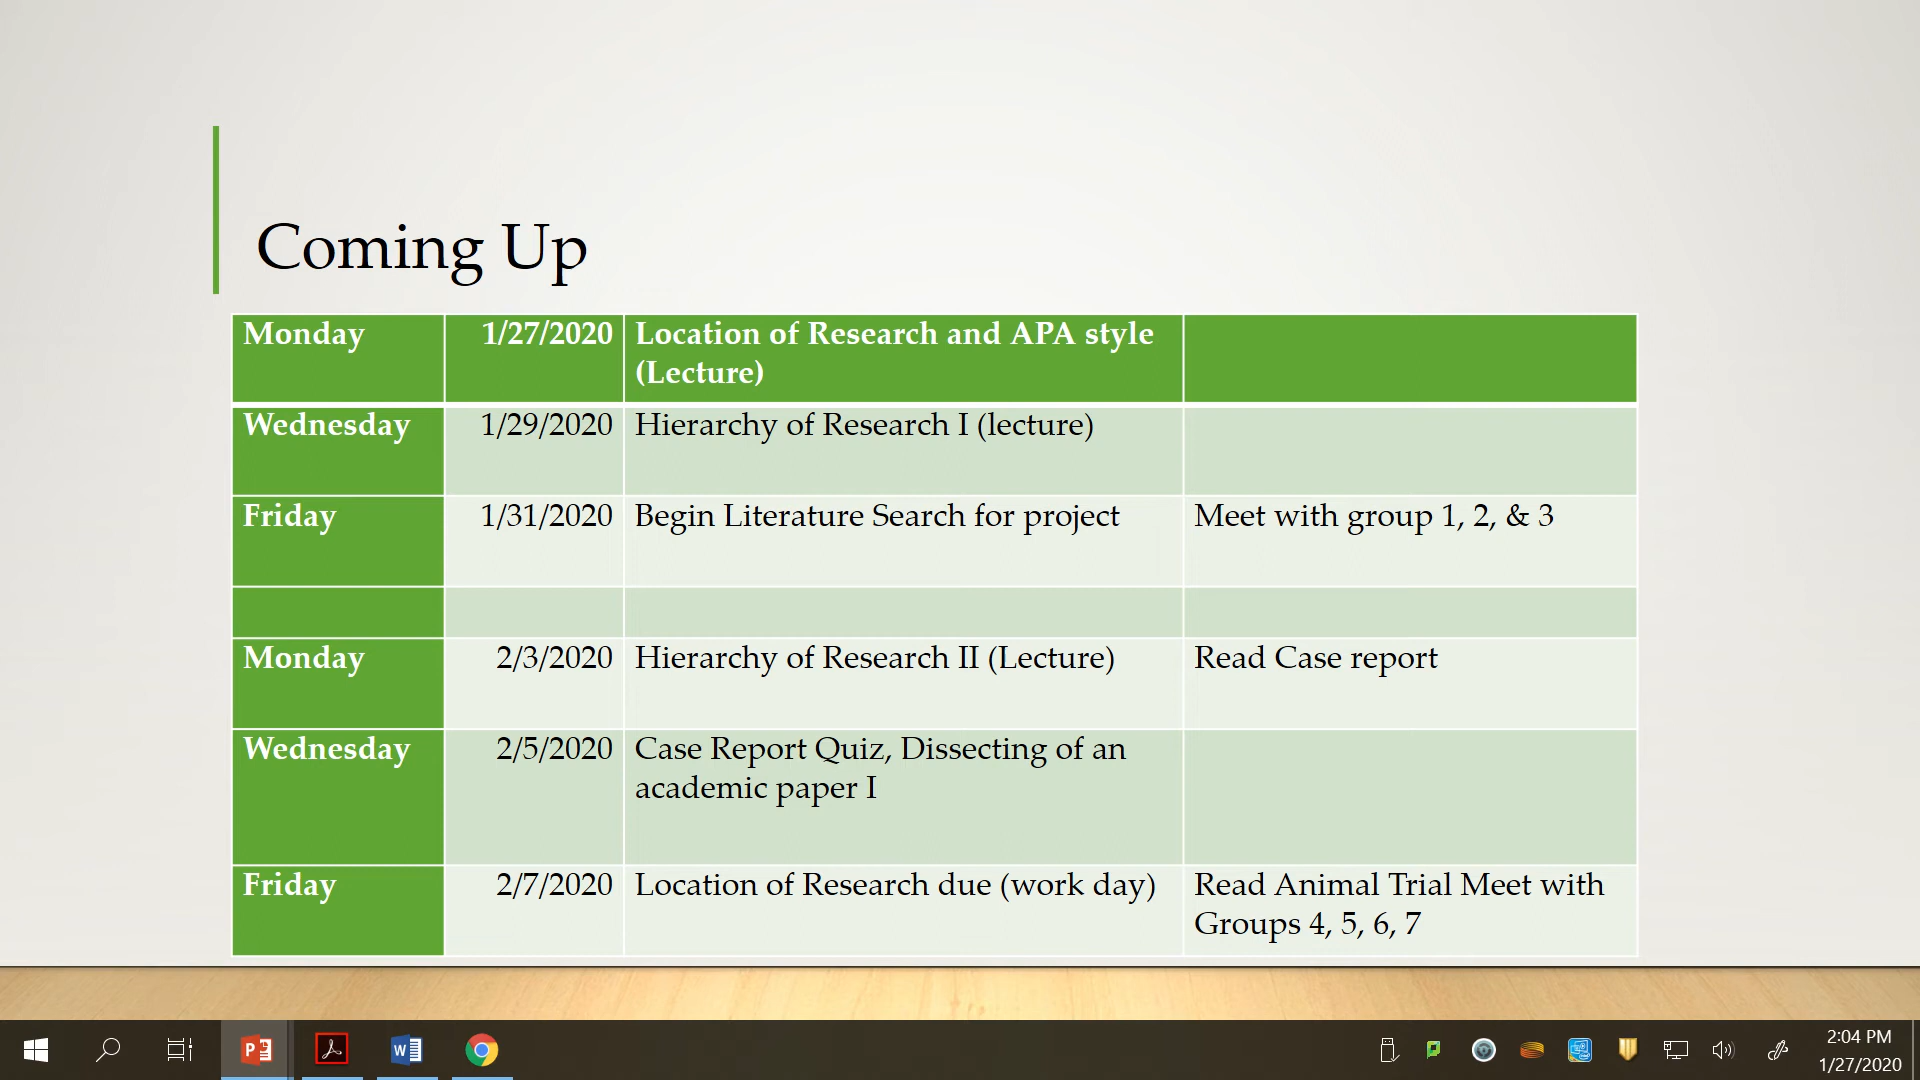 Coming Up
Monday 1/27/2020 Location of Research and APA style
(Lecture)
Wednesday 1/29/2020 Hierarchy of Research I (lecture)
Friday 1/31/2020 Begin Literature Search for project Meet with group 1, 2, & 3
Monday 2/3/2020 Hierarchy of Research II (Lecture) Read Case report
Wednesday 2/5/2020 Case Report Quiz, Dissecting of an
academic paper I
Friday 2/7/2020 Location of Research due (work day) Read Animal Trial Meet with
Groups 4, 5, 6, 7
2:04 PM
1/27/2020